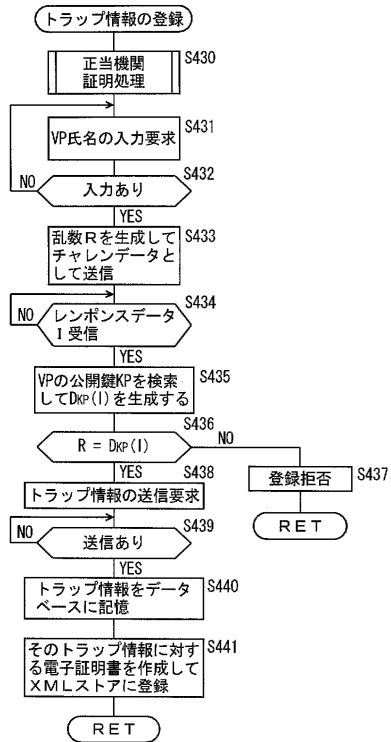 トラップ情報の登録
正当機関
証明処理
S430
VP氏名の入力要求
S431
入力あり
S432
NO
YES
乱数Rを生成して
チャレンデータと
して送信
S433
レンポンスデータ
I 受信
S434
NO
YES
VPの公開鍵KPを検索
してDKP(I)を生成する
S435
R = DKP(I)
S436
NO
YES
登録拒否
S437
RET
トラップ情報の送信要求
S438
送信あり
S439
NO
YES
トラップ情報をデータ
ベースに記憶
S440
そのトラップ情報に対す
る電子証明書を作成して
XMLストアに登録
S441
RET